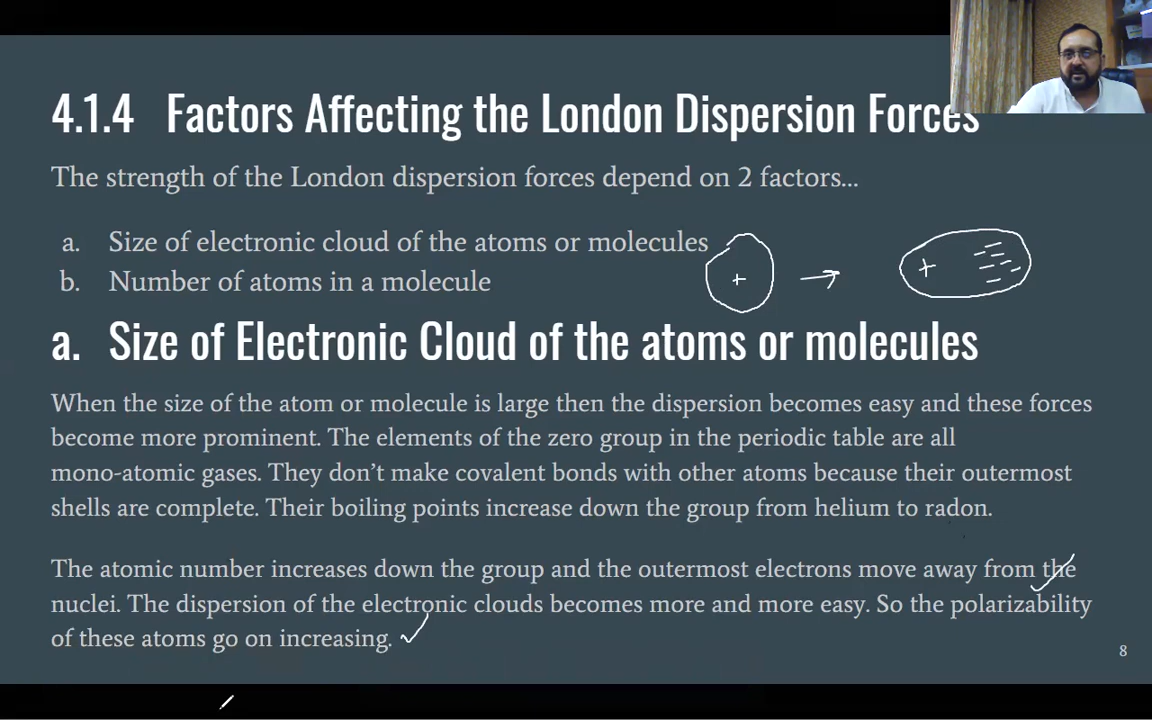 4.1.4 Factors Affecting the London Dispersion Forces
The strength of the London dispersion forces depend on 2 factors...
a. Size of electronic cloud of the atoms or molecules
b. Number of atoms in a molecule
+ → + - - - - - - - -
a. Size of Electronic Cloud of the atoms or molecules
When the size of the atom or molecule is large then the dispersion becomes easy and these forces
become more prominent. The elements of the zero group in the periodic table are all
mono-atomic gases. They don't make covalent bonds with other atoms because their outermost
shells are complete. Their boiling points increase down the group from helium to radon.
The atomic number increases down the group and the outermost electrons move away from the
nuclei. The dispersion of the electronic clouds becomes more and more easy. So the polarizability
of these atoms go on increasing.
8